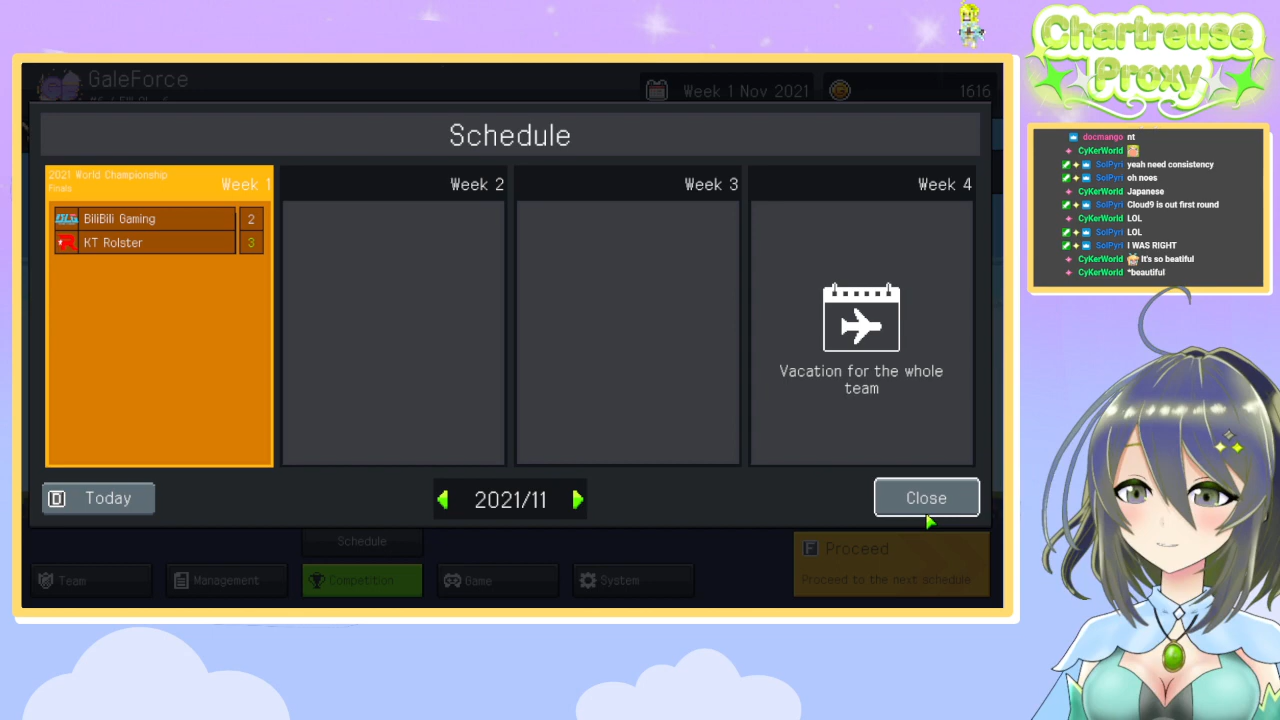 GaleForce
Week 1 Nov 2021
1616
Schedule
2021 World Championship
Finals
Week 1
BiliBili Gaming 2
KT Rolster 3
Week 2
Week 3
Week 4
Vacation for the whole
team
D Today
2021/11
Close
Schedule
Team
Management
Competition
Game
System
F Proceed
Proceed to the next schedule
Chartreuse
Proxy
docmango nt
CyKerWorld
SolPyri yeah need consistency
SolPyri oh noes
CyKerWorld Japanese
SolPyri Cloud9 is out first round
CyKerWorld LOL
SolPyri LOL
SolPyri I WAS RIGHT
CyKerWorld It's so beatiful
CyKerWorld *beautiful